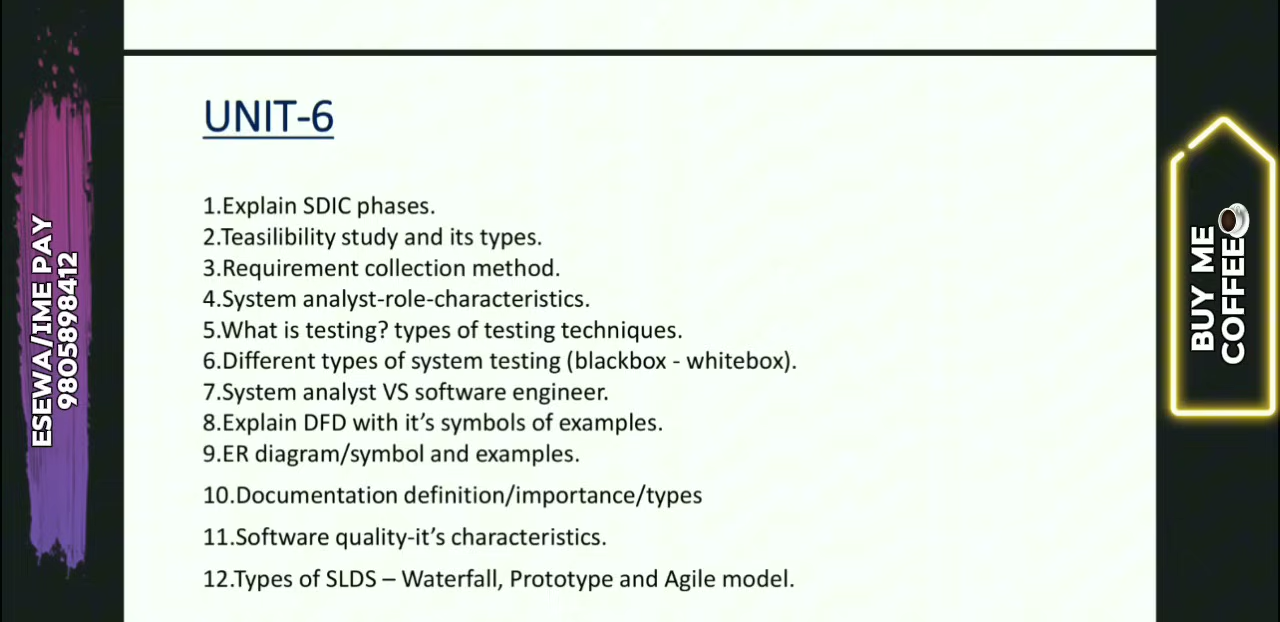 UNIT-6
1.Explain SDIC phases.
2.Teasilibility study and its types.
3.Requirement collection method.
4.System analyst-role-characteristics.
5.What is testing? types of testing techniques.
6.Different types of system testing (blackbox - whitebox).
7.System analyst VS software engineer.
8.Explain DFD with it’s symbols of examples.
9.ER diagram/symbol and examples.
10.Documentation definition/importance/types
11.Software quality-it’s characteristics.
12.Types of SLDS – Waterfall, Prototype and Agile model.
ESEWA/IME PAY
9805898412
BUY ME
COFFEE